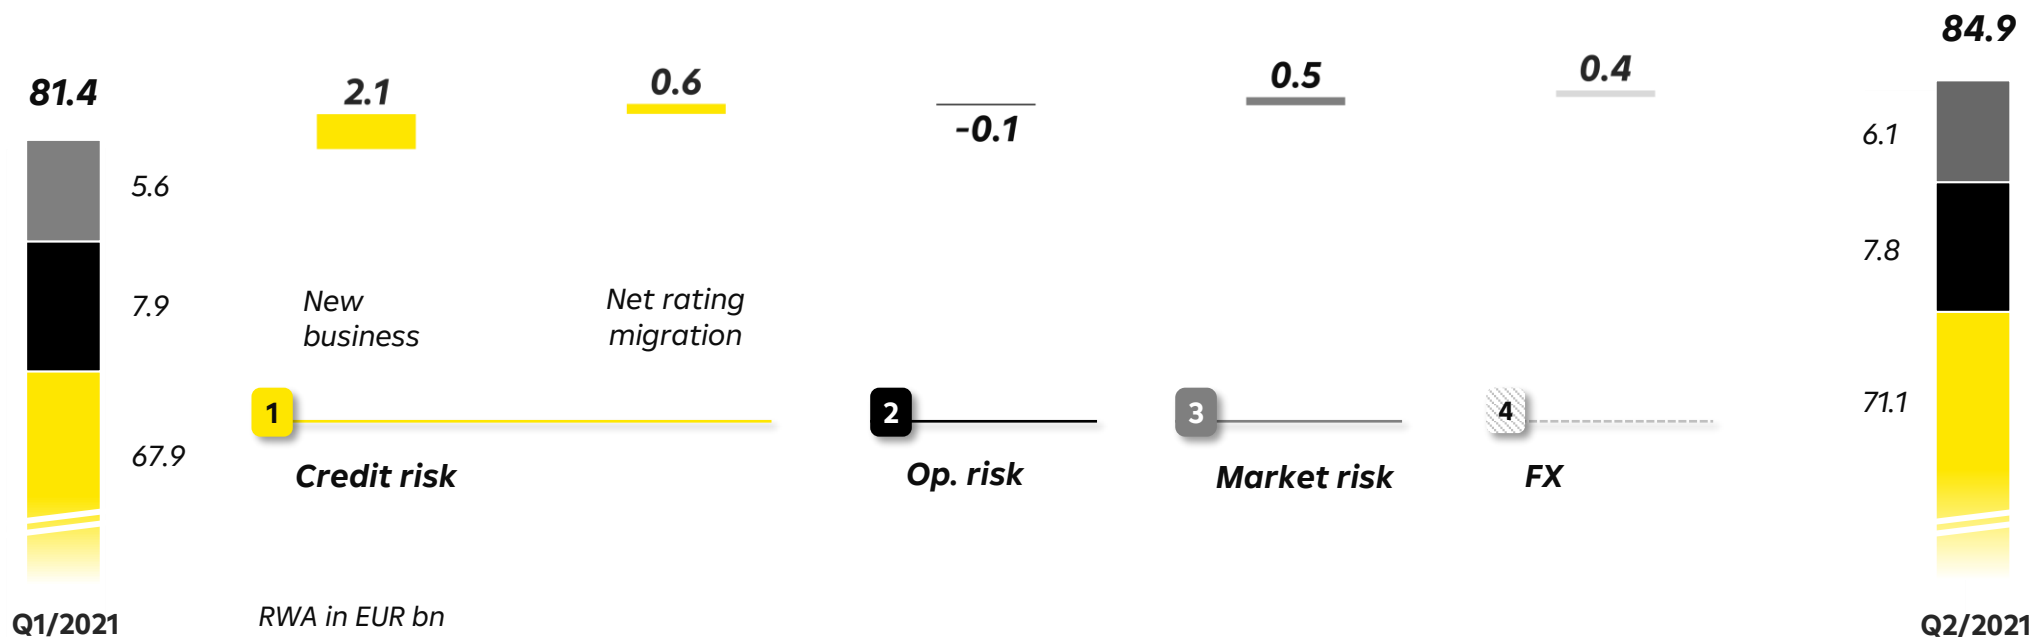 81.4
5.6
7.9
67.9
Q1/2021
2.1
New
business
0.6
Net rating
migration
1
Credit risk
-0.1
2
Op. risk
0.5
3
Market risk
0.4
4
FX
84.9
6.1
7.8
71.1
Q2/2021
RWA in EUR bn